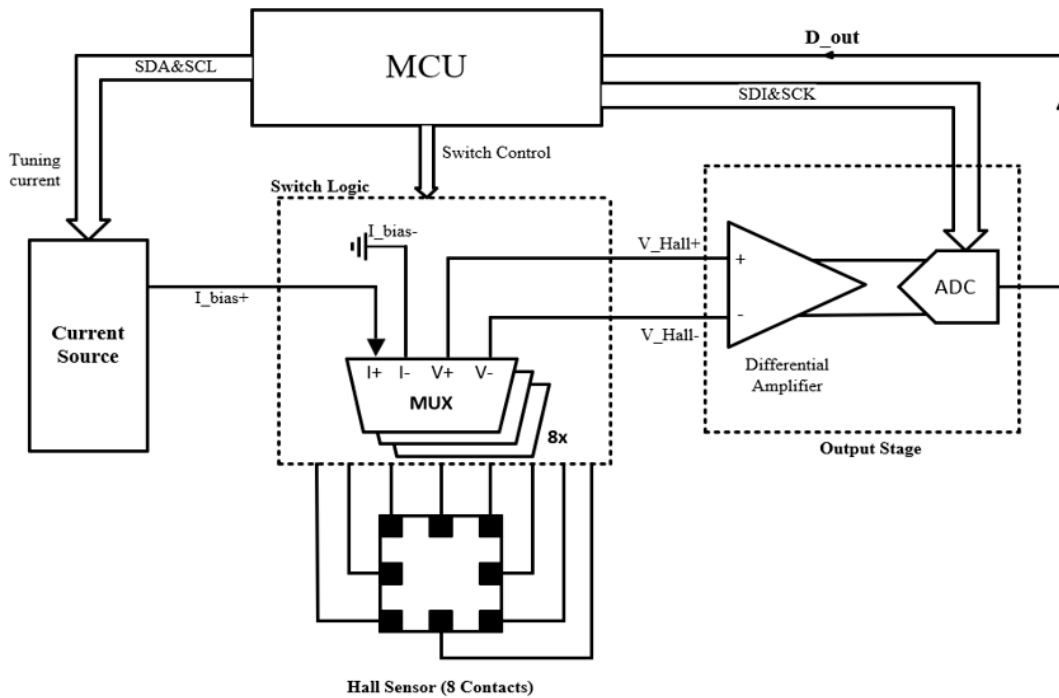 D_out
MCU
SDA&SCL
SDI&SCK
Tuning
current
Switch Control
Switch Logic
I_bias-
V_Hall+
+
ADC
I_bias+
Current
Source
-
V_Hall-
I+ I- V+ V-
MUX
8x
Differential
Amplifier
Output Stage
Hall Sensor (8 Contacts)